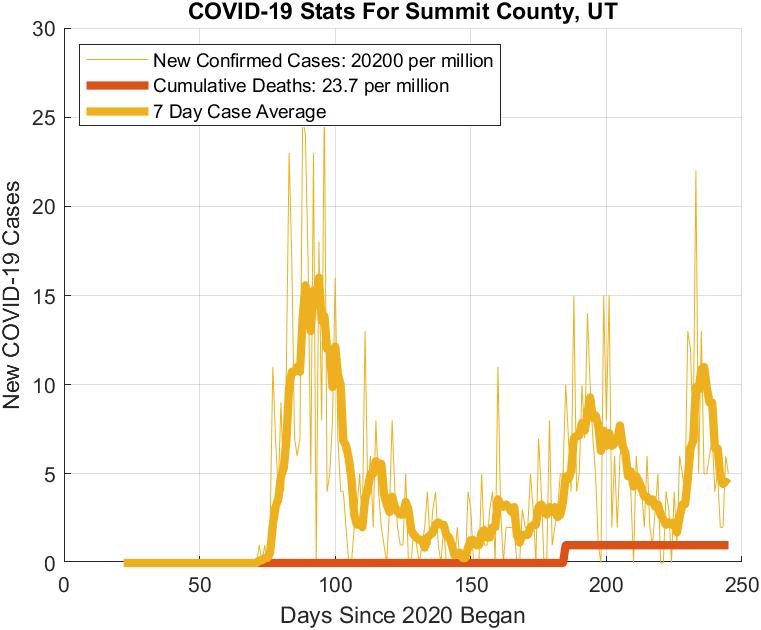 COVID-19 Stats For Summit County, UT
30
New Confirmed Cases: 20200 per million
Cumulative Deaths: 23.7 per million
7 Day Case Average
25
20
15
10
5
0
New COVID-19 Cases
0 50 100 150 200 250
Days Since 2020 Began